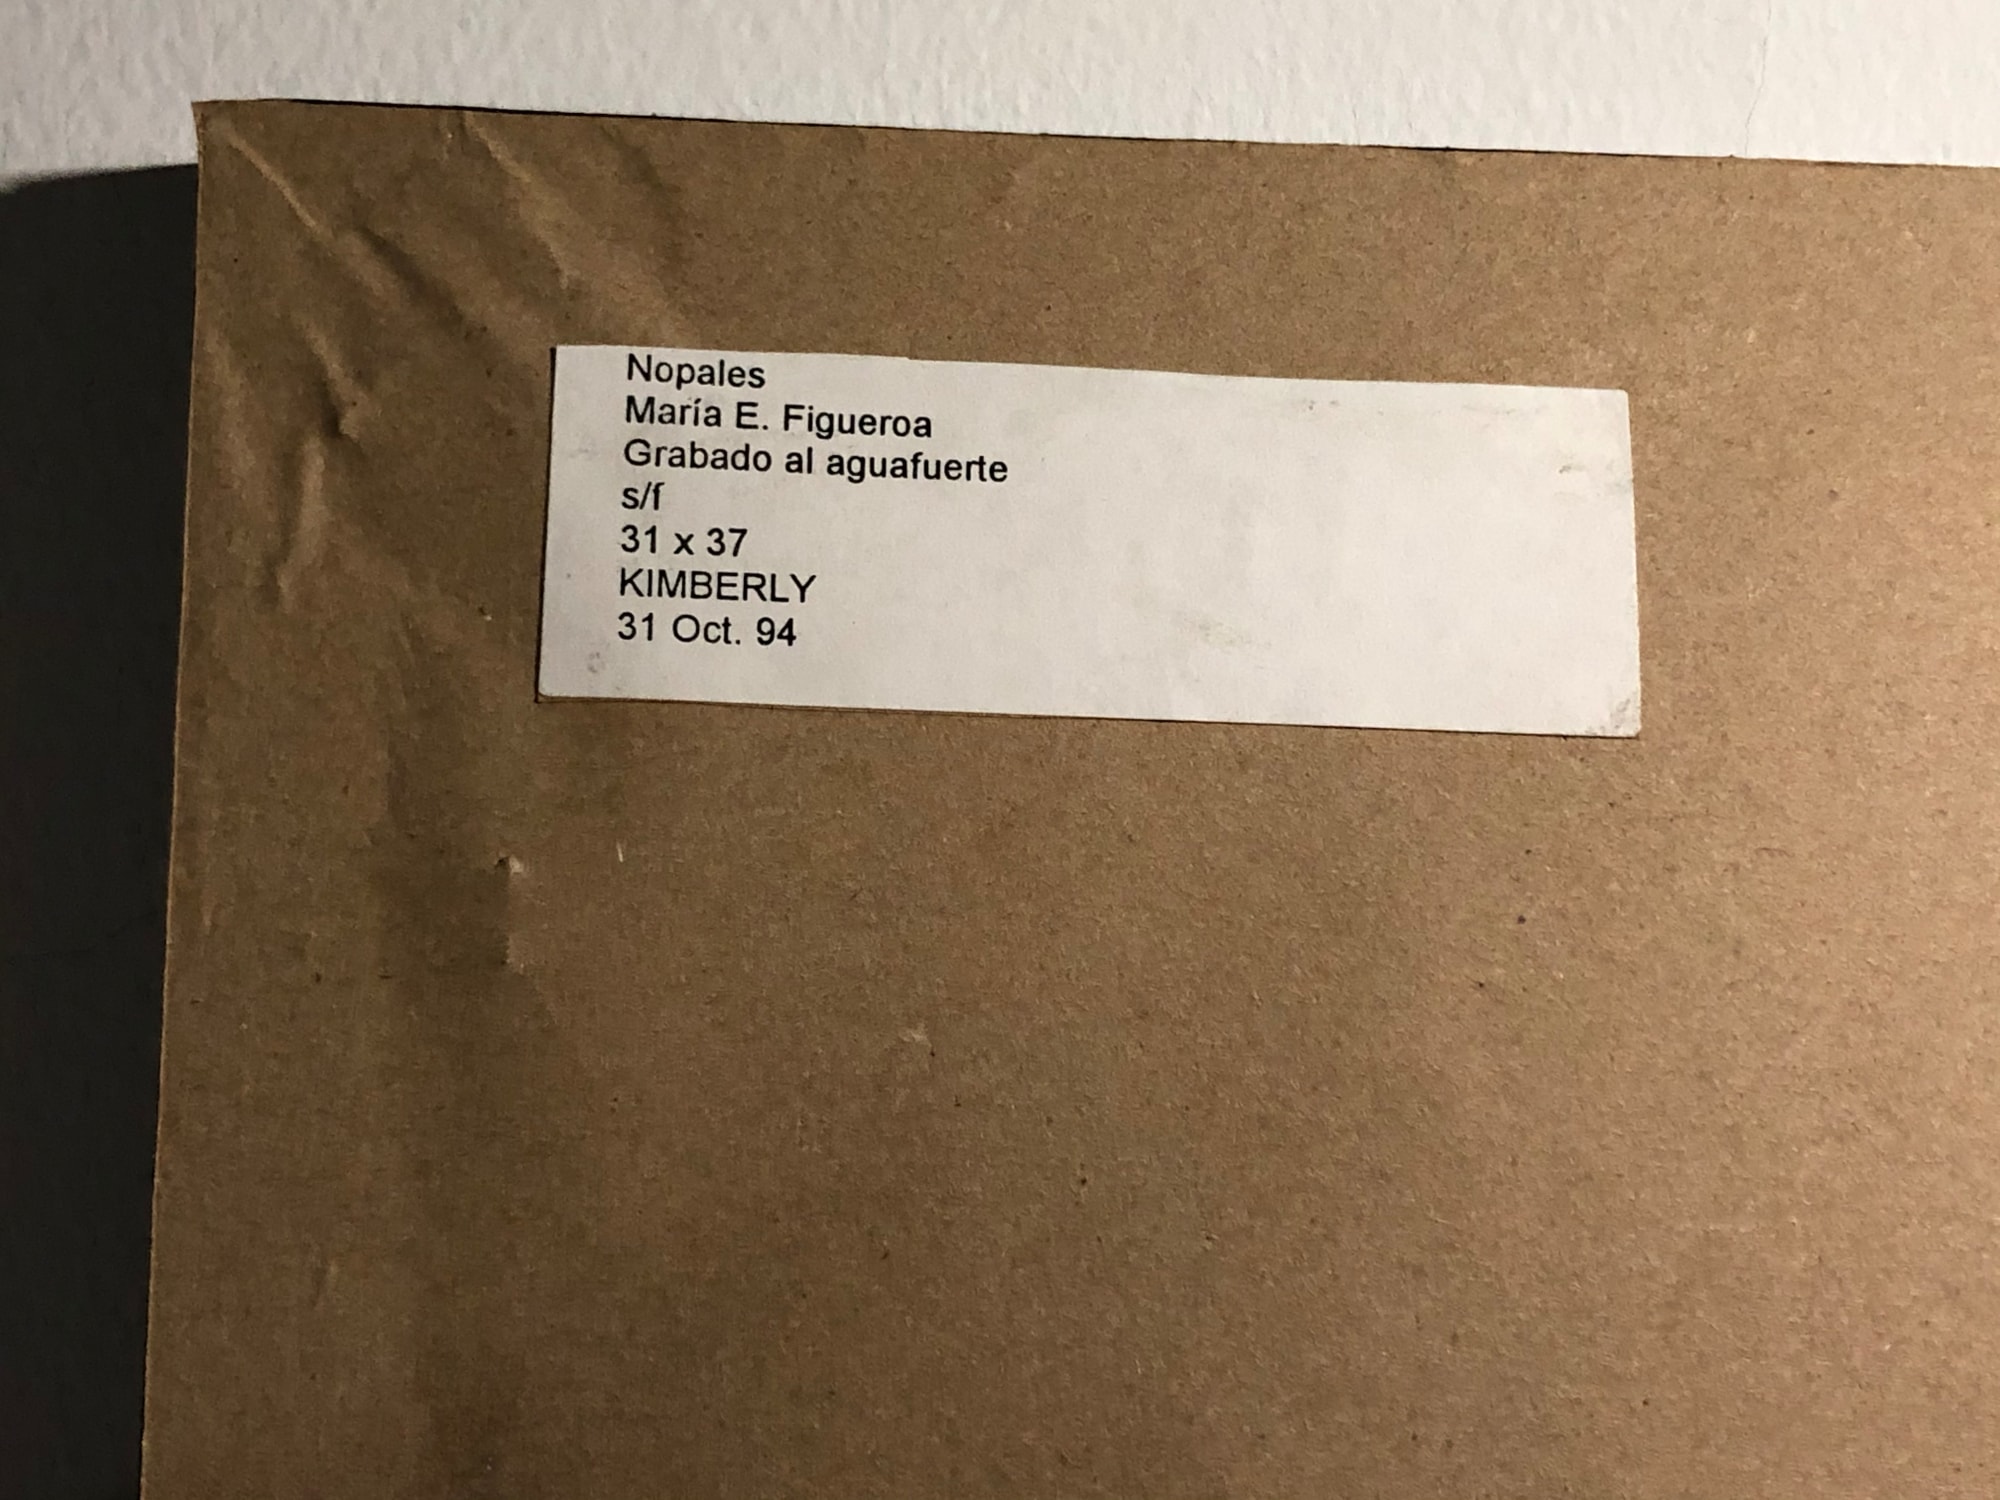 Nopales
María E. Figueroa
Grabado al aguafuerte
s/f
31 x 37
KIMBERLY
31 Oct. 94